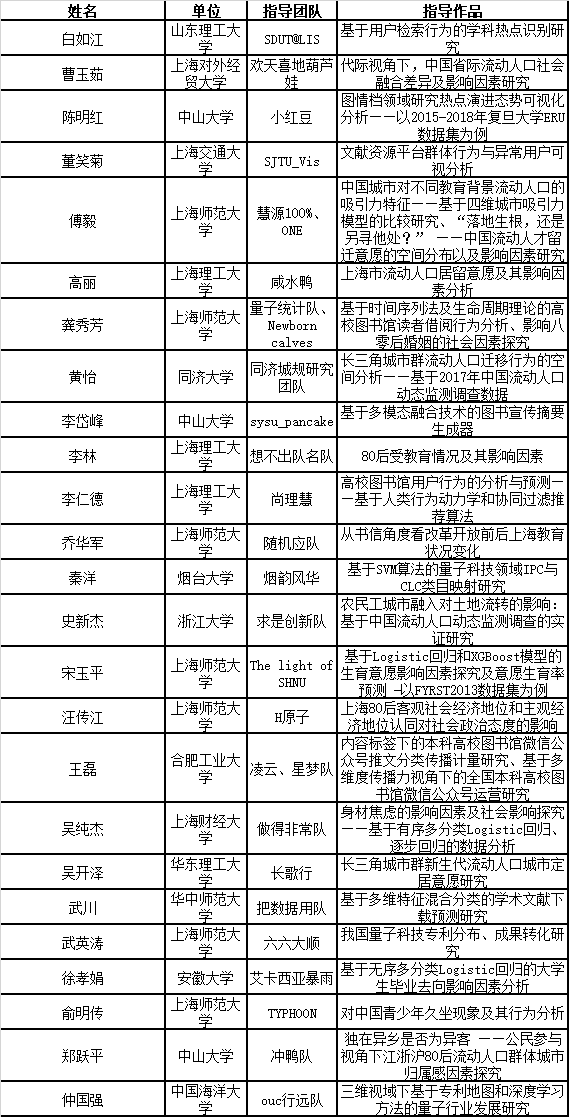 姓名 单位 指导团队 指导作品
白如江 山东理工大学 SDUT@LIS 基于用户检索行为的学科热点识别研究
曹玉茹 上海对外经贸大学 欢天喜地葫芦娃 代际视角下，中国省际流动人口社会融合差异及影响因素研究
陈明红 中山大学 小红豆 图情档领域研究热点演进态势可视化分析——以2015-2018年复旦大学ERU数据集为例
董笑菊 上海交通大学 SJTU_Vis 文献资源平台群体行为与异常用户可视分析
傅毅 上海师范大学 慧源100%、ONE 中国城市对不同教育背景流动人口的吸引力特征——基于四维城市吸引力模型的比较研究、“落地生根，还是另寻他处？” ——中国流动人才留迁意愿的空间分布以及影响因素研究
高丽 上海理工大学 咸水鸭 上海市流动人口居留意愿及其影响因素分析
龚秀芳 上海师范大学 量子统计队、Newborn calves 基于时间序列法及生命周期理论的高校图书馆读者借阅行为分析、影响八零后婚姻的社会因素探究
黄怡 同济大学 同济城规研究团队 长三角城市群流动人口迁移行为的空间分析——基于2017年中国流动人口动态监测调查数据
李岱峰 中山大学 sysu_pancake 基于多模态融合技术的图书宣传摘要生成器
李林 上海理工大学 想不出队名队 80后受教育情况及其影响因素
李仁德 上海理工大学 尚理慧 高校图书馆用户行为的分析与预测——基于人类行为动力学和协同过滤推荐算法
乔华军 上海师范大学 随机应队 从书信角度看改革开放前后上海教育状况变化
秦洋 烟台大学 烟韵风华 基于SVM算法的量子科技领域IPC与CLC类目映射研究
史新杰 浙江大学 求是创新队 农民工城市融入对土地流转的影响：基于中国流动人口动态监测调查的实证研究
宋玉平 上海师范大学 The light of SHNU 基于Logistic回归和XGBoost模型的生育意愿影响因素探究及意愿生育率预测 -以FYRST2013数据集为例
汪传江 上海师范大学 H原子 上海80后客观社会经济地位和主观经济地位认同对社会政治态度的影响
王磊 合肥工业大学 凌云、星梦队 内容标签下的本科高校图书馆微信公众号推文分类传播计量研究、基于多维度传播力视角下的全国本科高校图书馆微信公众号运营研究
吴纯杰 上海财经大学 做得非常队 身材焦虑的影响因素及社会影响探究——基于有序多分类Logistic回归、逐步回归的数据分析
吴开泽 华东理工大学 长歌行 长三角城市群新生代流动人口城市定居意愿研究
武川 华中师范大学 把数据用队 基于多维特征混合分类的学术文献下载预测研究
武英涛 上海师范大学 六六大顺 我国量子科技专利分布、成果转化研究
徐孝娟 安徽大学 艾卡西亚暴雨 基于无序多分类Logistic回归的大学生毕业去向影响因素分析
俞明传 上海师范大学 TYPHOON 对中国青少年久坐现象及其行为分析
郑跃平 中山大学 冲鸭队 独在异乡是否为异客 ——公民参与视角下江浙沪80后流动人口群体城市归属感因素探究
仲国强 中国海洋大学 ouc行远队 三维视域下基于专利地图和深度学习方法的量子行业发展研究